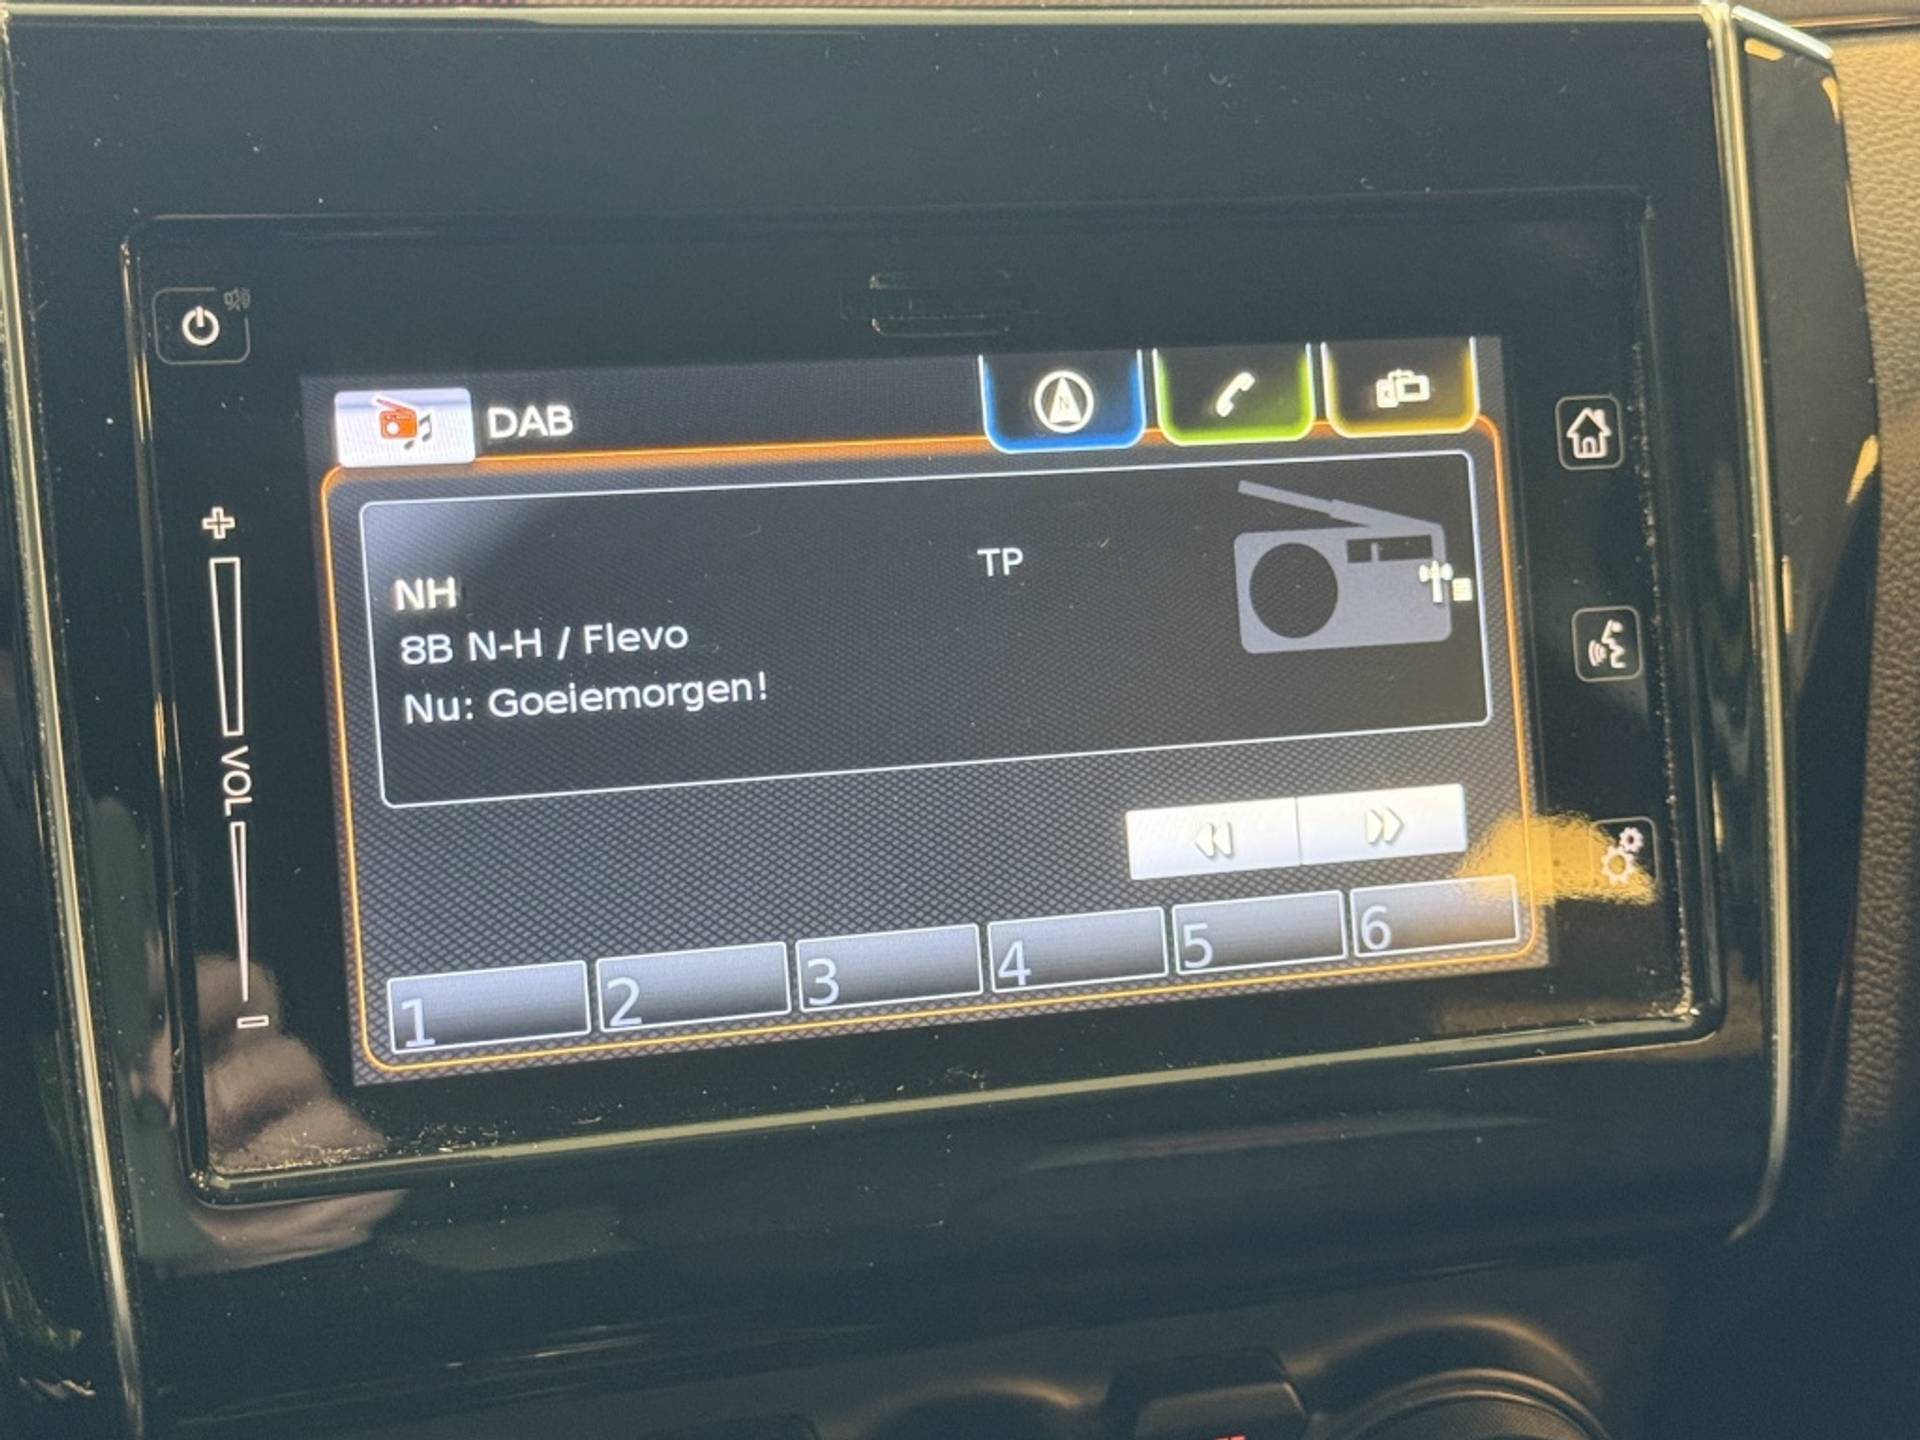 DAB
TP
NH
8B N-H / Flevo
Nu: Goeiemorgen!
VOL
1 2 3 4 5 6